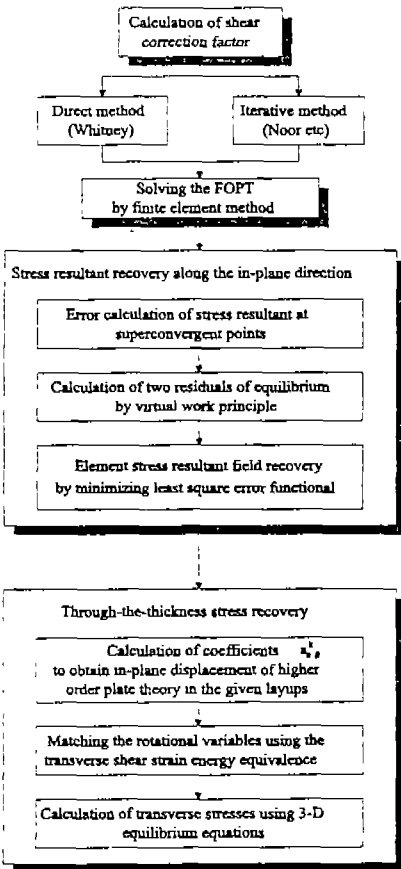 Calculation of shear
correction factor
Direct method
(Whitney)
Iterative method
(Noor etc)
Solving the FOPT
by finite element method
Stress resultant recovery along the in-plane direction
Error calculation of stress resultant at
superconvergent points
Calculation of two residuals of equilibrium
by virtual work principle
Element stress resultant field recovery
by minimizing least square error functional
Through-the-thickness stress recovery
Calculation of coefficients
to obtain in-plane displacement of higher
order plate theory in the given layups
Matching the rotational variables using the
transverse shear strain energy equivalence
Calculation of transverse stresses using 3-D
equilibrium equations